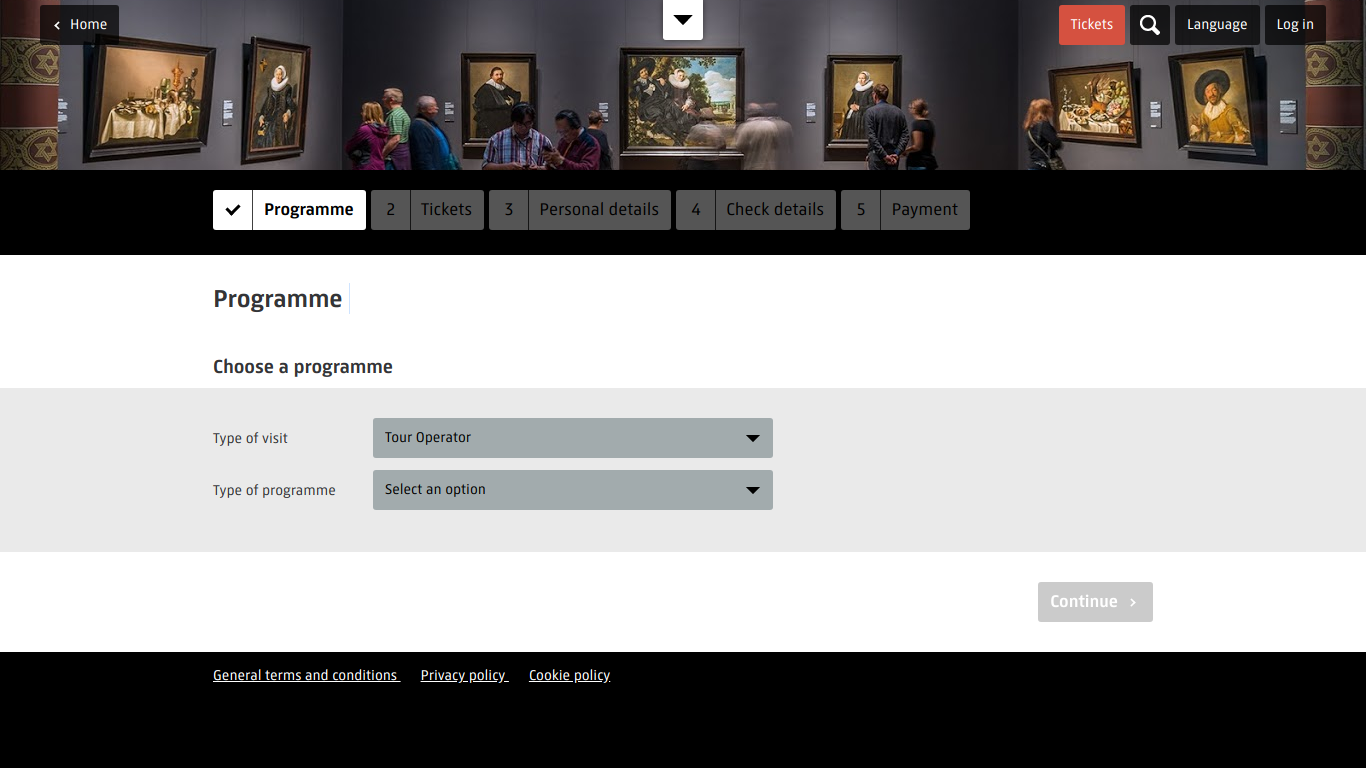 Home
Tickets
Language
Log in
Programme
2 Tickets
3 Personal details
4 Check details
5 Payment
Programme
Choose a programme
Type of visit
Tour Operator
Type of programme
Select an option
Continue
General terms and conditions
Privacy policy
Cookie policy